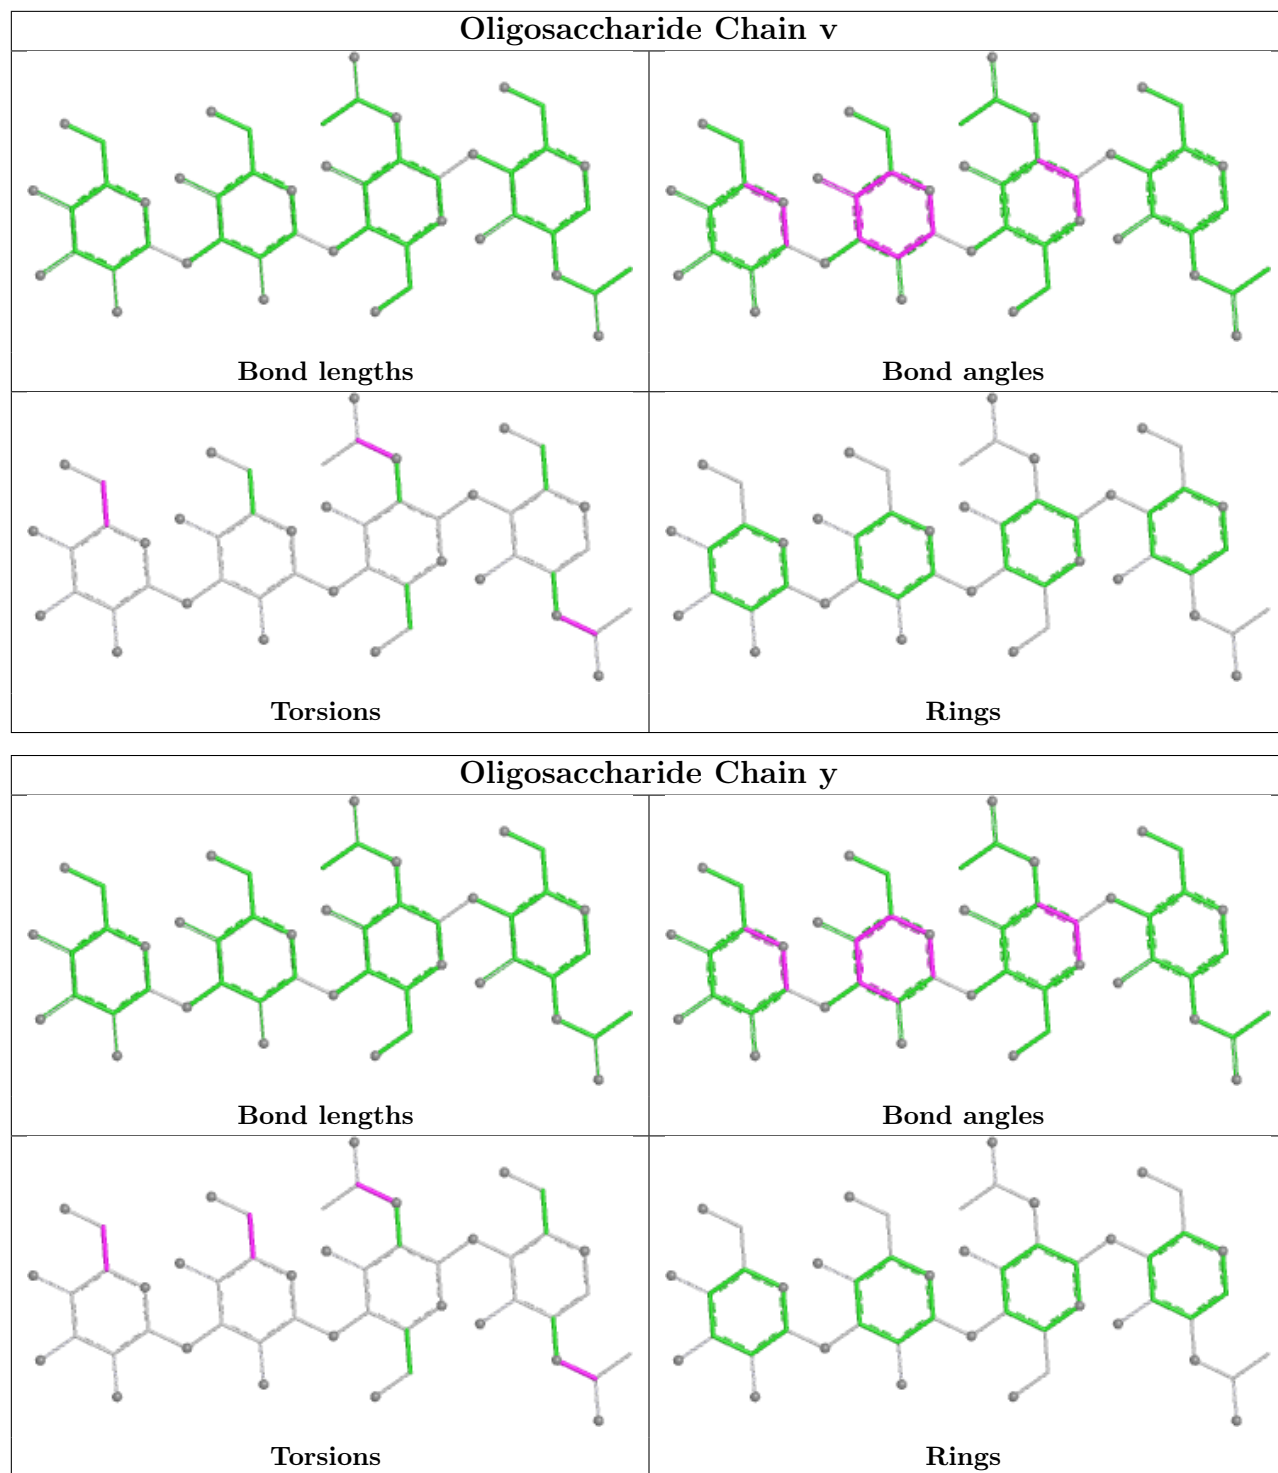 Oligosaccharide Chain v
Bond lengths
Bond angles
Torsions
Rings
Oligosaccharide Chain y
Bond lengths
Bond angles
Torsions
Rings